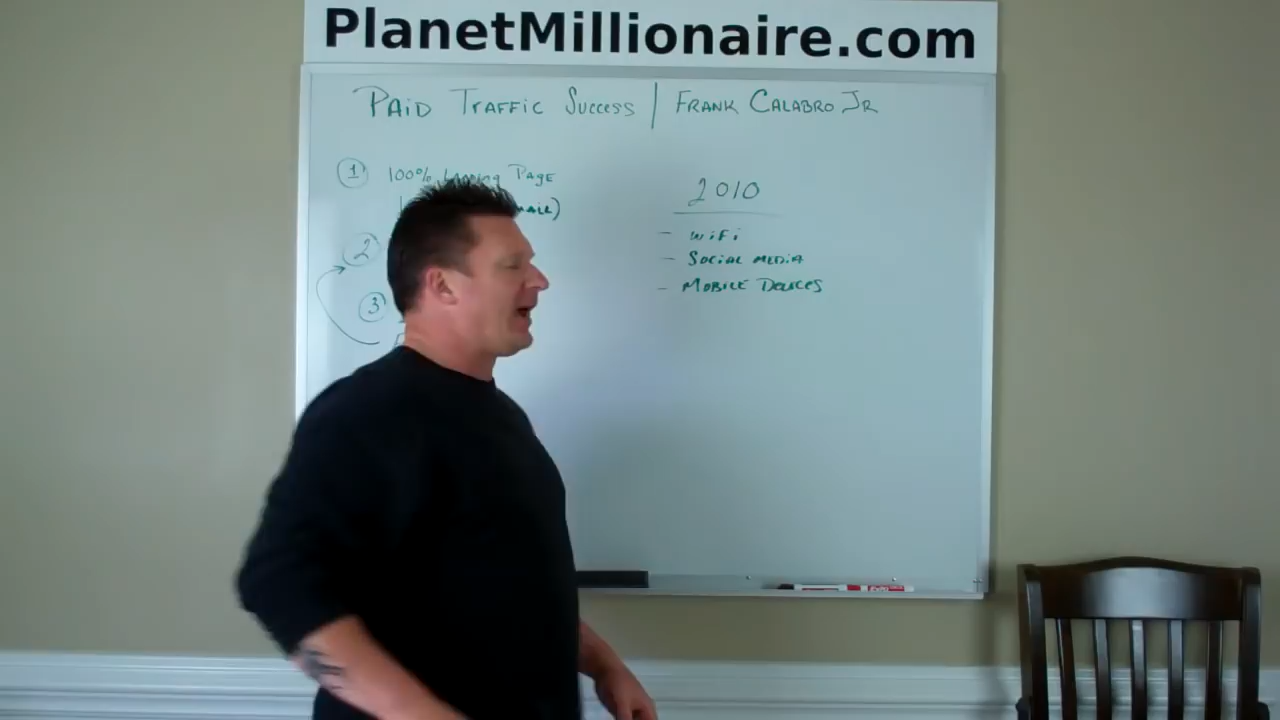 PlanetMillionaire.com
PAID TRAFFIC SUCCESS | FRANK CALABRO JR
1 100% PAGE
2
3
2010
- WIFI
- SOCIAL MEDIA
- MOBILE DEVICES